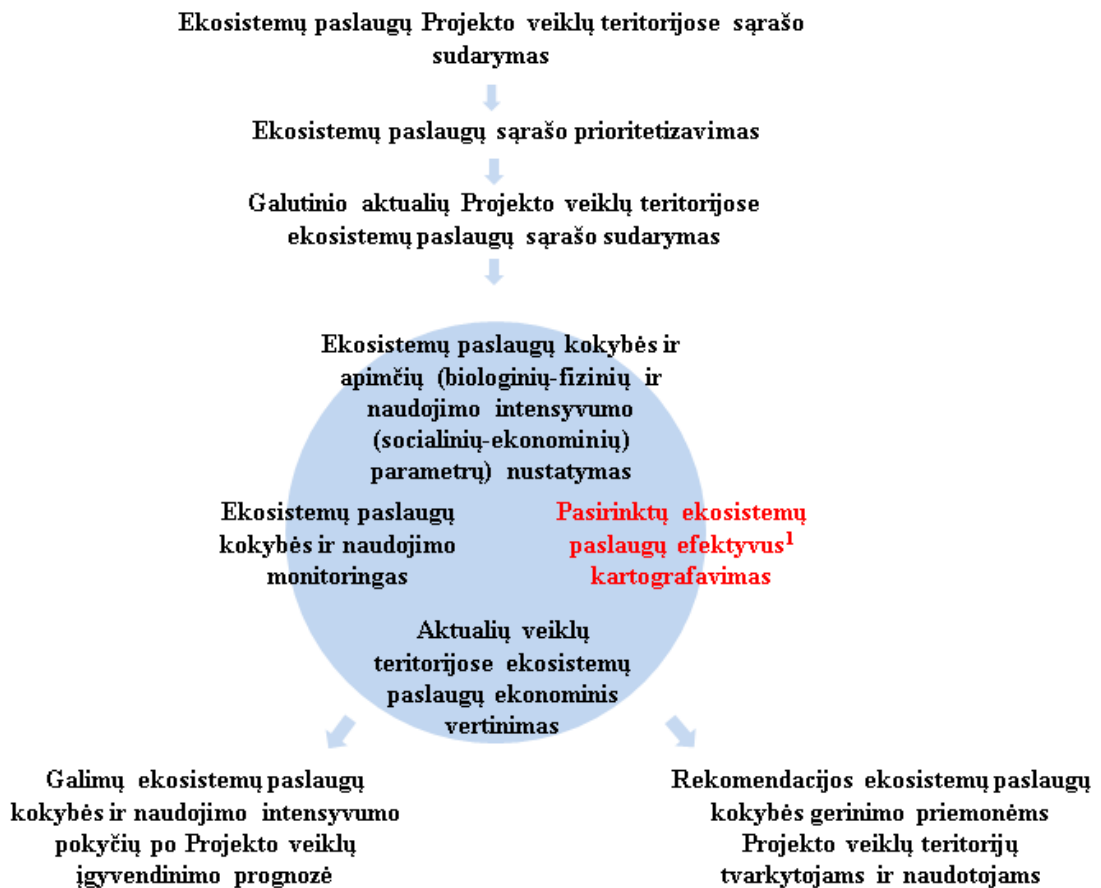 Ekosistemų paslaugų Projekto veiklų teritorijose sąrašo
sudarymas
Ekosistemų paslaugų sąrašo prioritetizavimas
Galutinio aktualių Projekto veiklų teritorijose
ekosistemų paslaugų sąrašo sudarymas
Ekosistemų paslaugų kokybės ir
apimčių (biologinių-fizinių ir
naudojimo intensyvumo
(socialinių-ekonominių)
parametrų) nustatymas
Ekosistemų paslaugų
kokybės ir naudojimo
monitoringas
Pasirinktų ekosistemų
paslaugų efektyvus¹
kartografavimas
Aktualių veiklų
teritorijose ekosistemų
paslaugų ekonominis
vertinimas
Galimų ekosistemų paslaugų
kokybės ir naudojimo intensyvumo
pokyčių po Projekto veiklų
įgyvendinimo prognozė
Rekomendacijos ekosistemų paslaugų
kokybės gerinimo priemonėms
Projekto veiklų teritorijų
tvarkytojams ir naudotojams